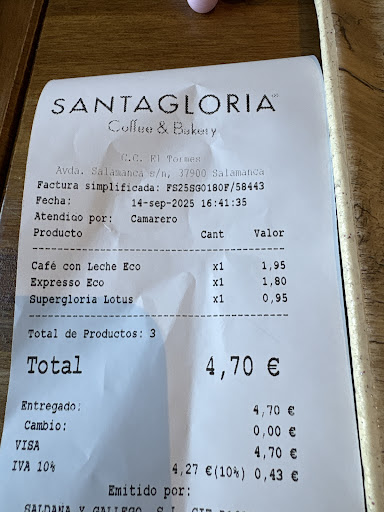 SANTAGLORIA
Coffee & Bakery
C.C. El Tormes
Avda. Salamanca s/n, 37900 Salamanca
Factura simplificada: FS25SG0180F/58443
Fecha: 14-sep-2025 16:41:35
Atendido por: Camarero
Producto Cant Valor
Café con Leche Eco x1 1,95
Expresso Eco x1 1,80
Supergloria Lotus x1 0,95
Total de Productos: 3
Total 4,70 €
Entregado: 4,70 €
Cambio: 0,00 €
VISA 4,70 €
IVA 10% 4,27 €(10%) 0,43 €
Emitido por:
SALDAÑA Y GALLEGO, S.L.